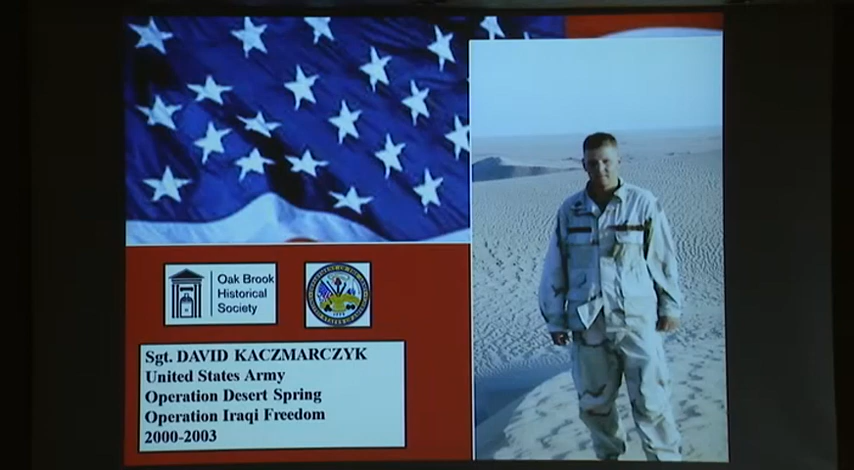 Oak Brook
Historical
Society
Sgt. DAVID KACZMARCZYK
United States Army
Operation Desert Spring
Operation Iraqi Freedom
2000-2003